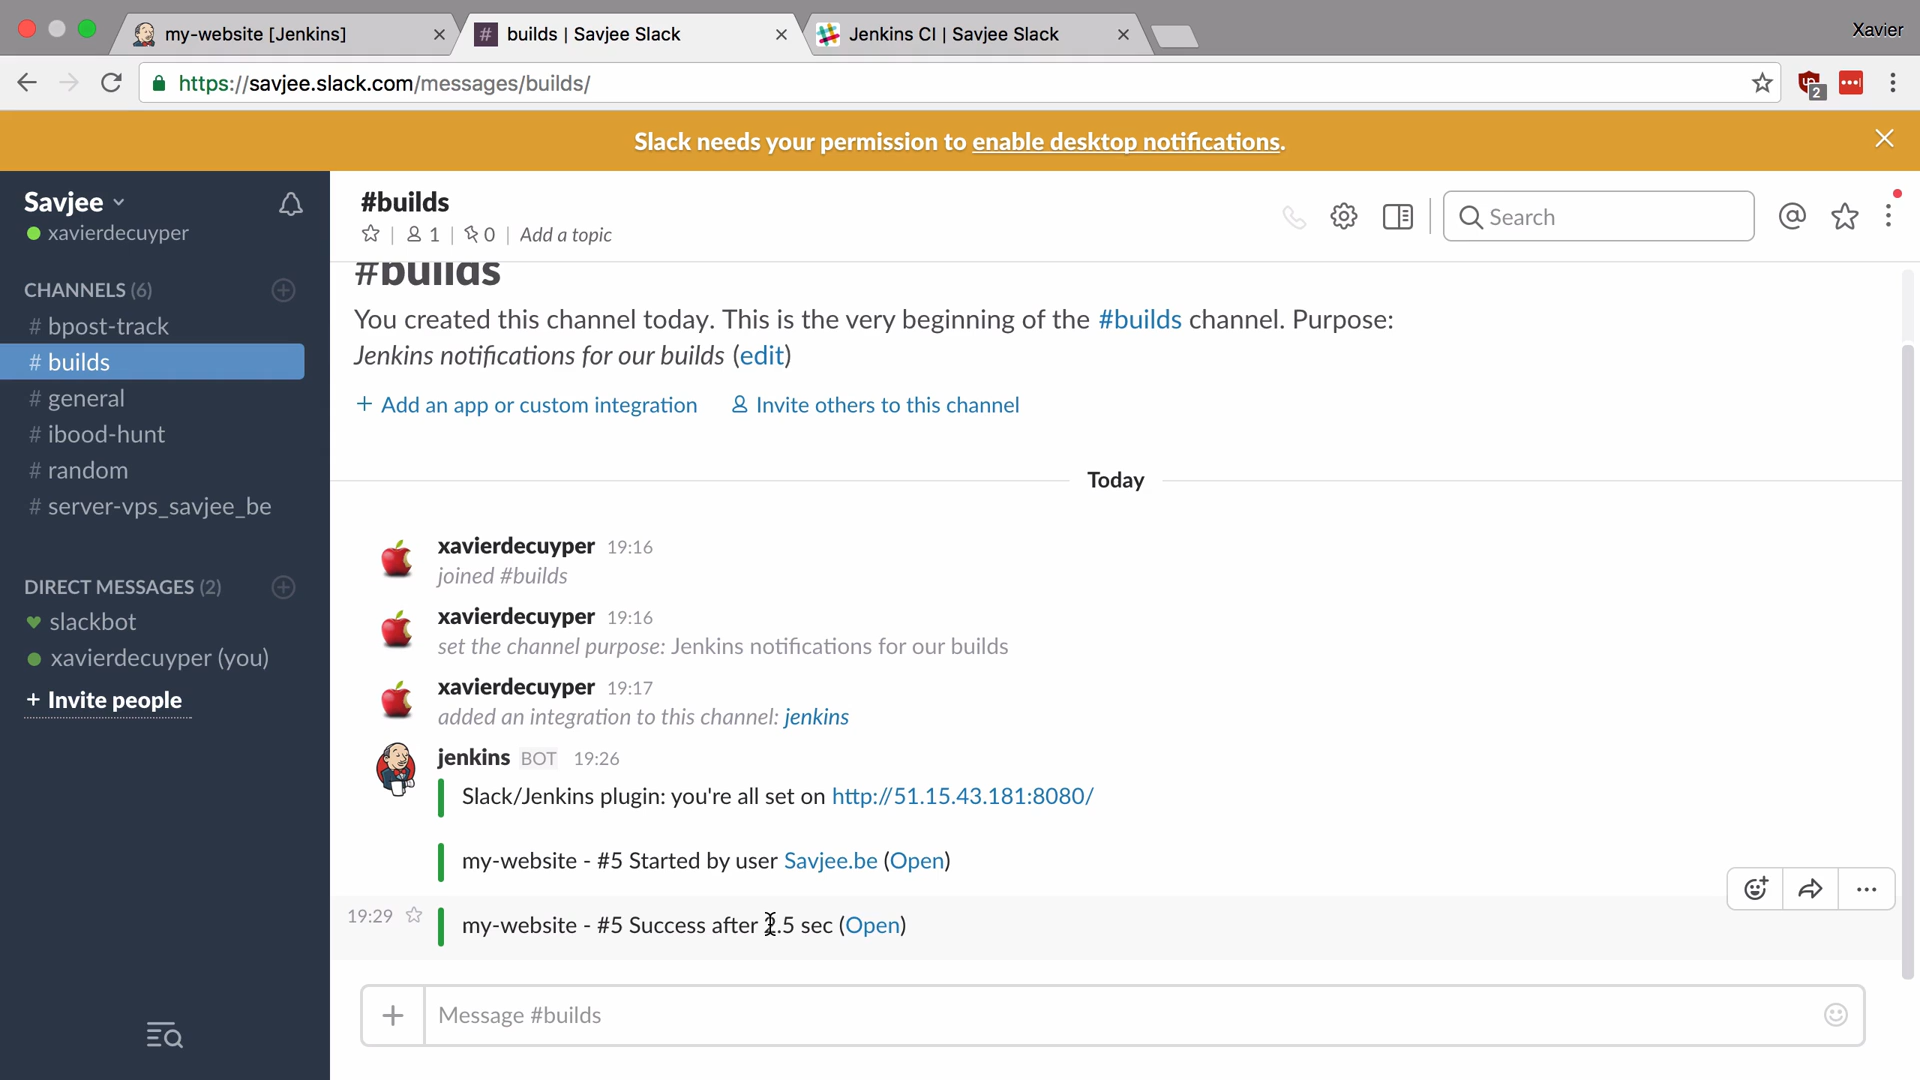 my-website [Jenkins]
builds | Savjee Slack
Jenkins CI | Savjee Slack
Xavier
https://savjee.slack.com/messages/builds/
2
Slack needs your permission to enable desktop notifications.
Savjee
xavierdecuyper
CHANNELS (6)
# bpost-track
# builds
# general
# ibood-hunt
# random
# server-vps_savjee_be
DIRECT MESSAGES (2)
slackbot
xavierdecuyper (you)
+ Invite people
#builds
1 | 0 | Add a topic
Search
#builds
You created this channel today. This is the very beginning of the #builds channel. Purpose:
Jenkins notifications for our builds (edit)
+ Add an app or custom integration
Invite others to this channel
Today
xavierdecuyper 19:16
joined #builds
xavierdecuyper 19:16
set the channel purpose: Jenkins notifications for our builds
xavierdecuyper 19:17
added an integration to this channel: jenkins
jenkins BOT 19:26
Slack/Jenkins plugin: you're all set on http://51.15.43.181:8080/
my-website - #5 Started by user Savjee.be (Open)
19:29
my-website - #5 Success after 2.5 sec (Open)
Message #builds